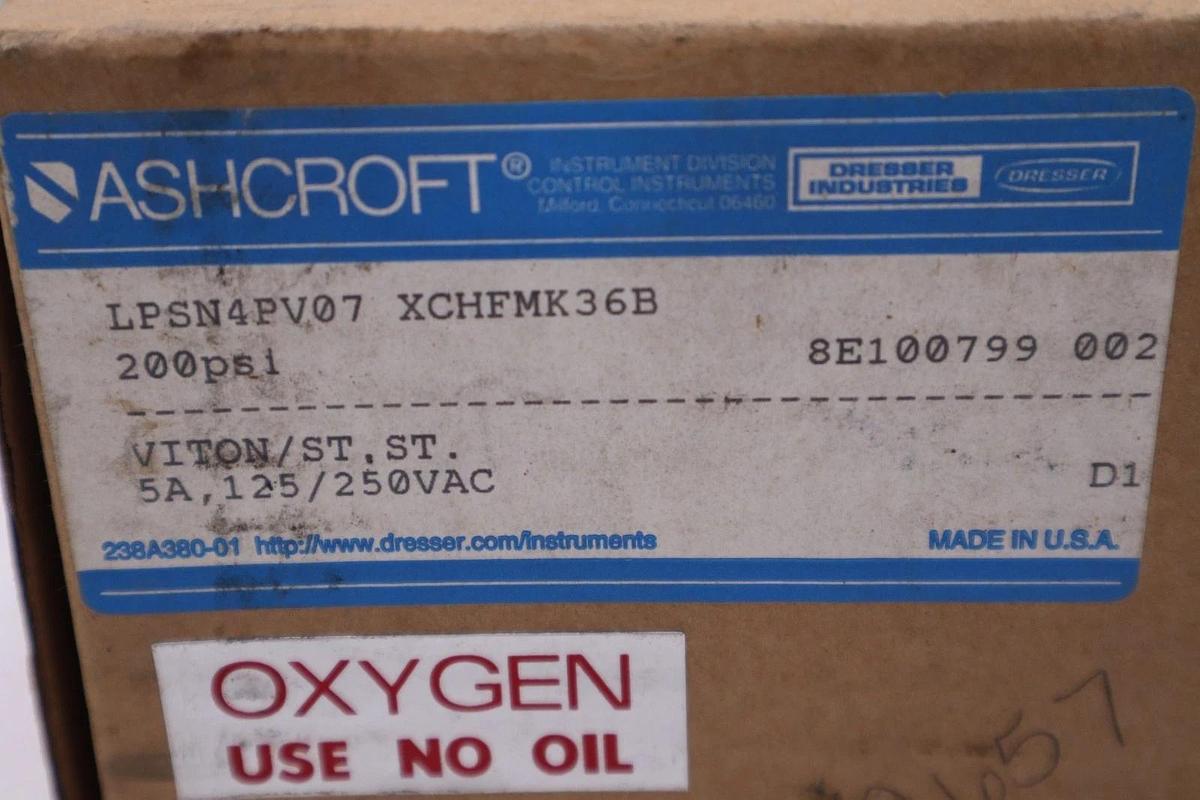 ASHCROFT®
INSTRUMENT DIVISION
CONTROL INSTRUMENTS
Milford, Connecticut 06460
DRESSER
INDUSTRIES
DRESSER
LPSN4PV07 XCHFMK36B
200psi
8E100799 002
VITON/ST.ST.
5A,125/250VAC
D1
238A380-01 http://www.dresser.com/instruments
MADE IN U.S.A.
OXYGEN
USE NO OIL